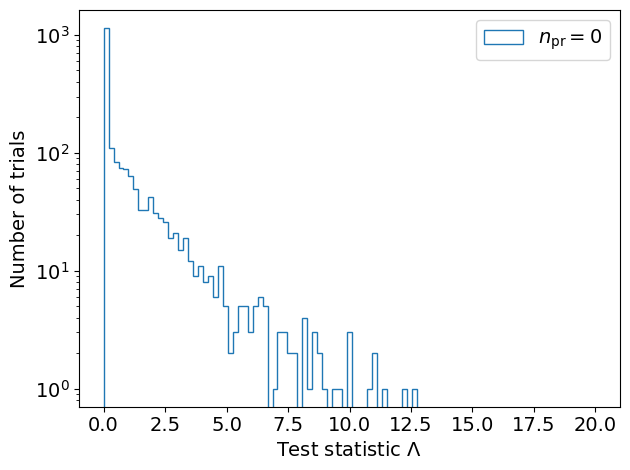 n_pr = 0
10^3
10^2
10^1
10^0
Number of trials
0.0 2.5 5.0 7.5 10.0 12.5 15.0 17.5 20.0
Test statistic Λ